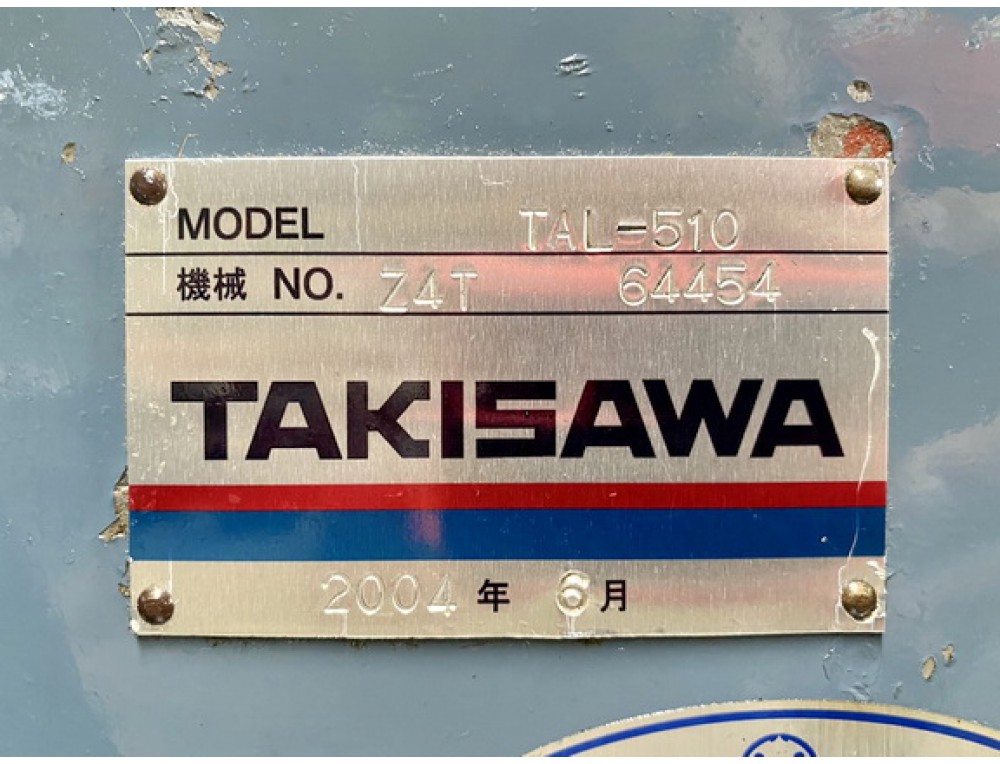 MODEL TAL-510
機械 NO. Z4T 64454
TAKISAWA
2004 年 6 月